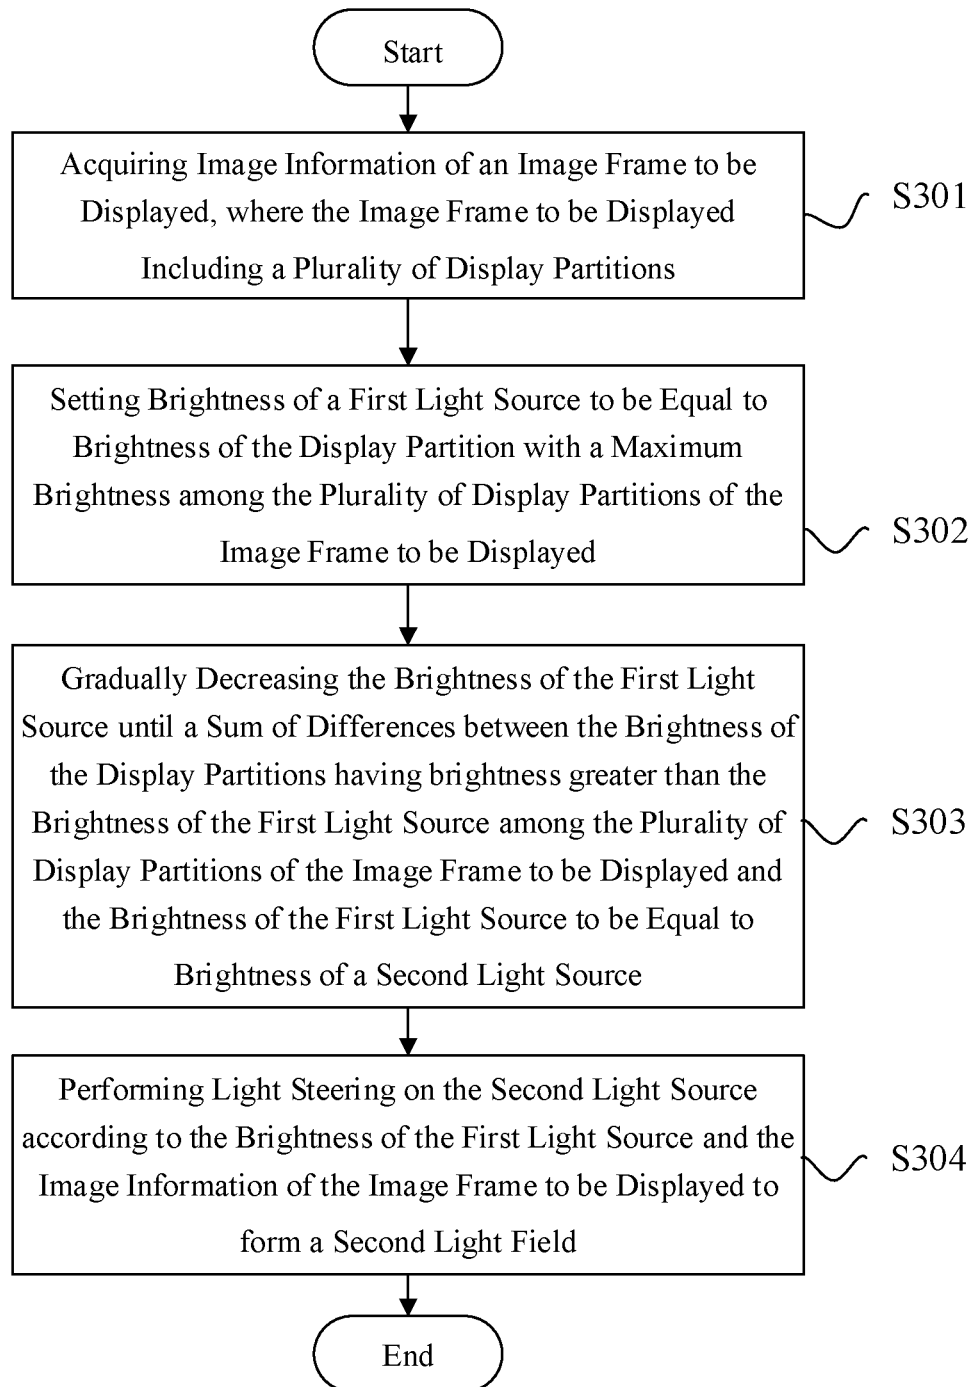 Start
Acquiring Image Information of an Image Frame to be
Displayed, where the Image Frame to be Displayed
Including a Plurality of Display Partitions
S301
Setting Brightness of a First Light Source to be Equal to
Brightness of the Display Partition with a Maximum
Brightness among the Plurality of Display Partitions of the
Image Frame to be Displayed
S302
Gradually Decreasing the Brightness of the First Light
Source until a Sum of Differences between the Brightness of
the Display Partitions having brightness greater than the
Brightness of the First Light Source among the Plurality of
Display Partitions of the Image Frame to be Displayed and
the Brightness of the First Light Source to be Equal to
Brightness of a Second Light Source
S303
Performing Light Steering on the Second Light Source
according to the Brightness of the First Light Source and the
Image Information of the Image Frame to be Displayed to
form a Second Light Field
S304
End